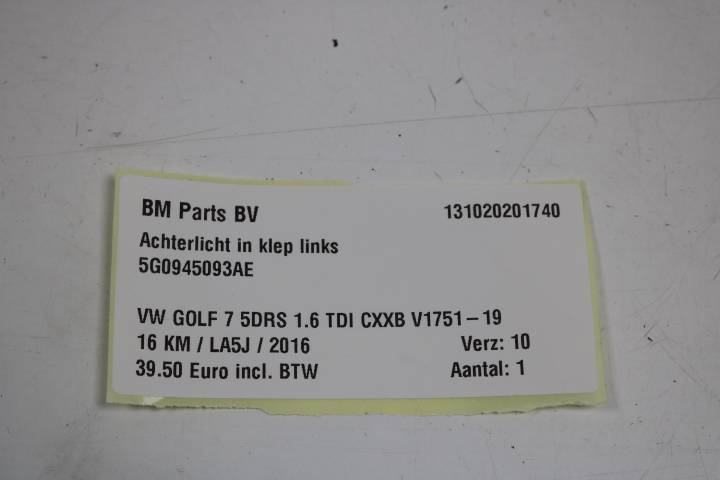 BM Parts BV 131020201740
Achterlicht in klep links
5G0945093AE
VW GOLF 7 5DRS 1.6 TDI CXXB V1751-19
16 KM / LA5J / 2016 Verz: 10
39.50 Euro incl. BTW Aantal: 1